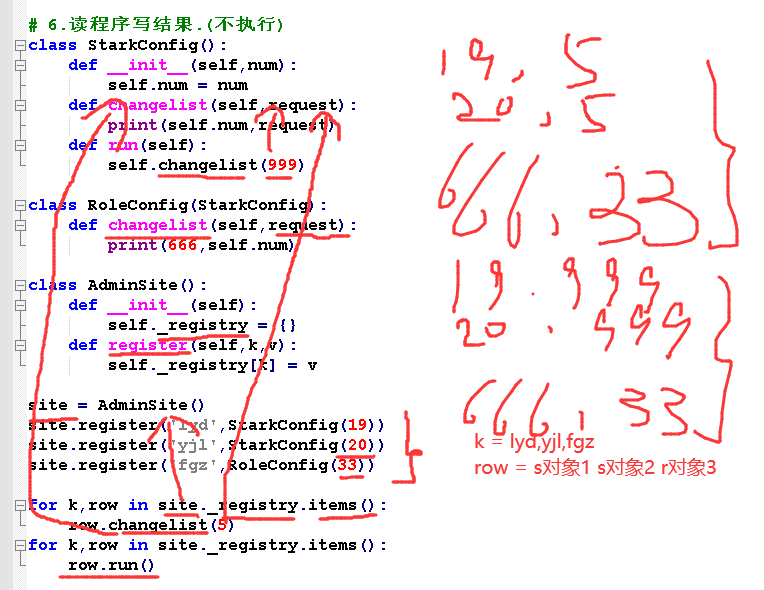 # 6.读程序写结果.(不执行)
class StarkConfig():
    def __init__(self,num):
        self.num = num
    def changelist(self,request):
        print(self.num,request)
    def run(self):
        self.changelist(999)
class RoleConfig(StarkConfig):
    def changelist(self,request):
        print(666,self.num)
class AdminSite():
    def __init__(self):
        self._registry = {}
    def register(self,k,v):
        self._registry[k] = v
site = AdminSite()
site.register('lyd',StarkConfig(19))
site.register('yjl',StarkConfig(20))
site.register('fgz',RoleConfig(33))
for k,row in site._registry.items():
    row.changelist(5)
for k,row in site._registry.items():
    row.run()
19, 5
20, 5
666, 33
19. 999
20. 999
666, 33
k = lyd,yjl,fgz
row = s对象1 s对象2 r对象3